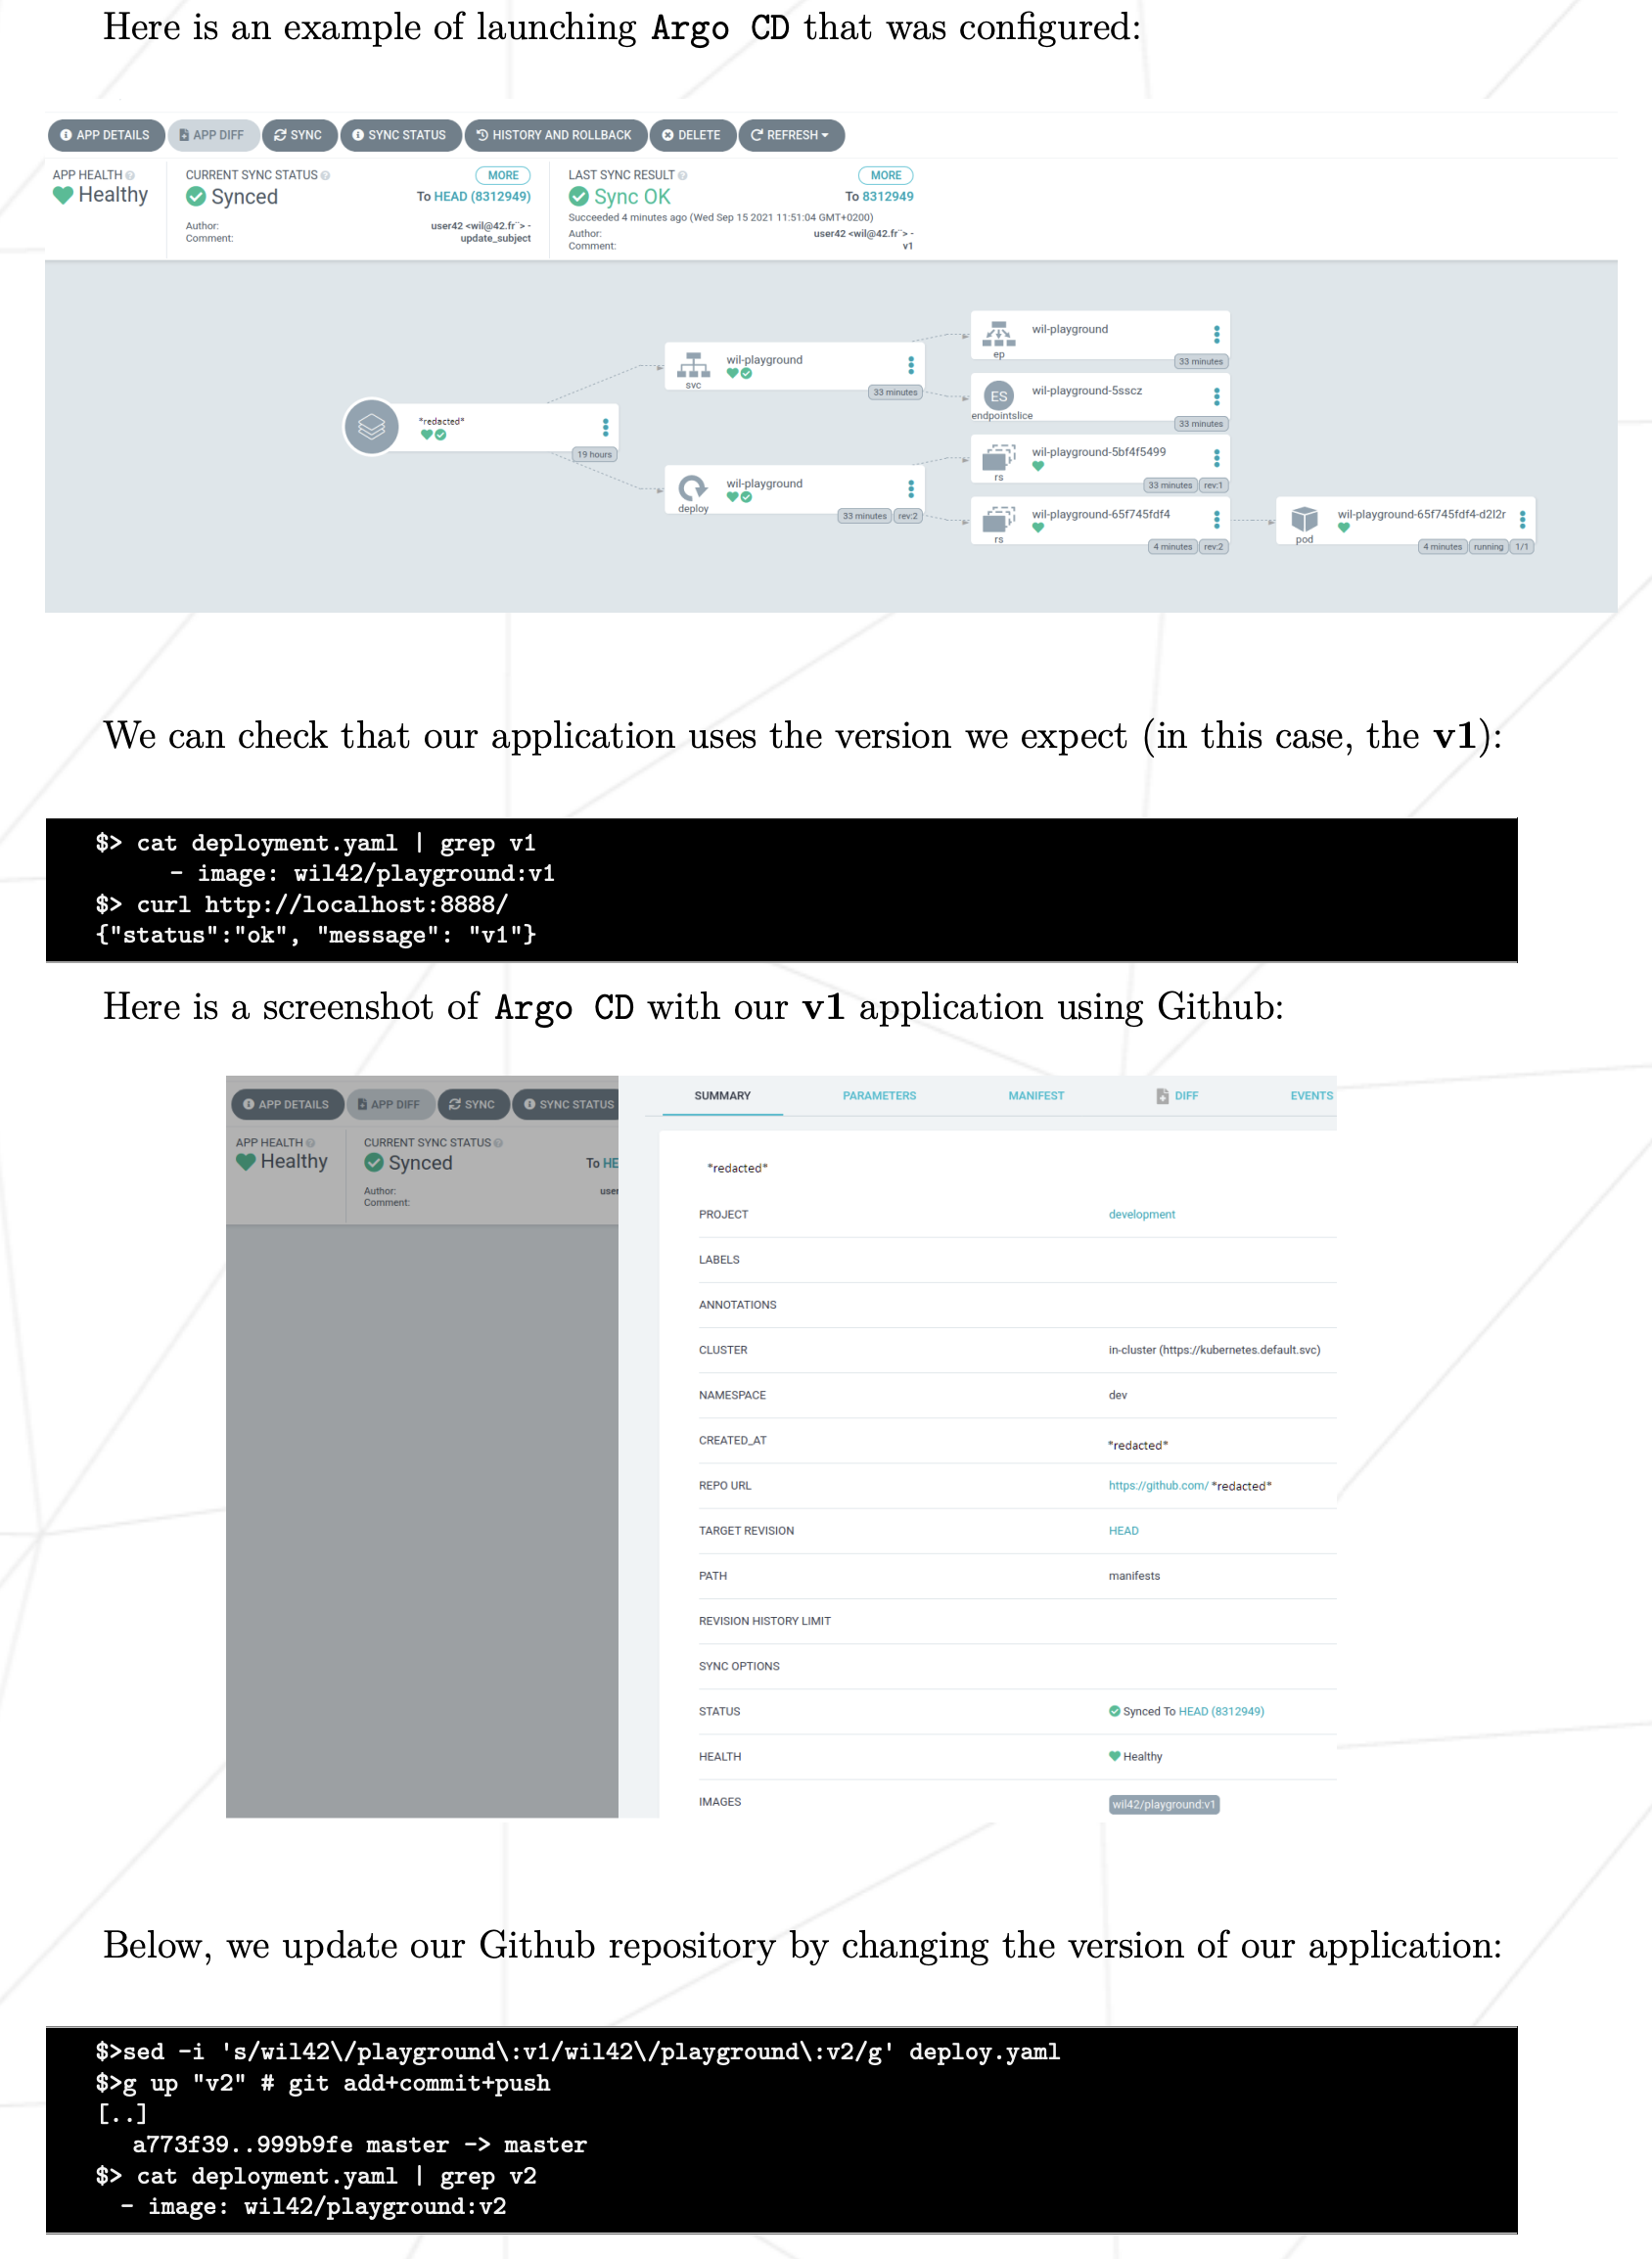 Here is an example of launching Argo CD that was configured:
APP DETAILS APP DIFF SYNC SYNC STATUS HISTORY AND ROLLBACK DELETE REFRESH
APP HEALTH
Healthy
CURRENT SYNC STATUS MORE
Synced To HEAD (8312949)
Author: user42 <wil@42.fr¨> -
Comment: update_subject
LAST SYNC RESULT MORE
Sync OK To 8312949
Succeeded 4 minutes ago (Wed Sep 15 2021 11:51:04 GMT+0200)
Author: user42 <wil@42.fr¨> -
Comment: v1
*redacted*
19 hours
svc
wil-playground
33 minutes
deploy
wil-playground
33 minutes rev:2
ep
wil-playground
33 minutes
ES
endpointslice
wil-playground-5sscz
33 minutes
rs
wil-playground-5bf4f5499
33 minutes rev:1
rs
wil-playground-65f745fdf4
4 minutes rev:2
pod
wil-playground-65f745fdf4-d2l2r
4 minutes running 1/1
We can check that our application uses the version we expect (in this case, the v1):
$> cat deployment.yaml | grep v1
- image: wil42/playground:v1
$> curl http://localhost:8888/
{"status":"ok", "message": "v1"}
Here is a screenshot of Argo CD with our v1 application using Github:
APP DETAILS APP DIFF SYNC SYNC STATUS
APP HEALTH
Healthy
CURRENT SYNC STATUS
Synced To HE
Author: user
Comment:
SUMMARY PARAMETERS MANIFEST DIFF EVENTS
*redacted*
PROJECT development
LABELS
ANNOTATIONS
CLUSTER in-cluster (https://kubernetes.default.svc)
NAMESPACE dev
CREATED_AT *redacted*
REPO URL https://github.com/ *redacted*
TARGET REVISION HEAD
PATH manifests
REVISION HISTORY LIMIT
SYNC OPTIONS
STATUS Synced To HEAD (8312949)
HEALTH Healthy
IMAGES wil42/playground:v1
Below, we update our Github repository by changing the version of our application:
$>sed -i 's/wil42\/playground\:v1/wil42\/playground\:v2/g' deploy.yaml
$>g up "v2" # git add+commit+push
[..]
a773f39..999b9fe master -> master
$> cat deployment.yaml | grep v2
- image: wil42/playground:v2